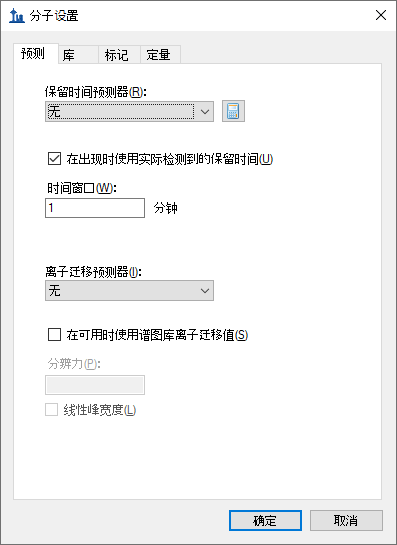 分子设置
预测 库 标记 定量
保留时间预测器(R):
无
在出现时使用实际检测到的保留时间(U)
时间窗口(W):
1 分钟
离子迁移预测器(I):
无
在可用时使用谱图库离子迁移值(S)
分辨力(P):
线性峰宽度(L)
确定 取消